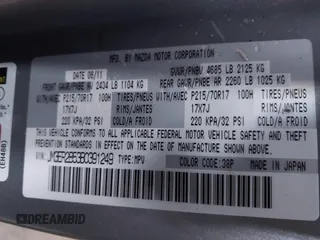 MFD. BY MAZDA MOTOR CORPORATION
DATE 06/11 GVWR/PNBV 4685 LB 2125 KG
FRONT GAWR/PNBE AV 2434 LB 1104 KG REAR GAWR/PNBE AR 2260 LB 1025 KG
P215/70R17 100H TIRES/PNEUS WITH/AVEC P215/70R17 100H TIRES/PNEUS WITH/AVEC
17X7J RIMS/JANTES 17X7J RIMS/JANTES
220 KPA/32 PSI COLD/A FROID 220 KPA/32 PSI COLD/A FROID
THIS VEHICLE CONFORMS TO ALL APPLICABLE FEDERAL MOTOR
VEHICLE SAFETY AND THEFT PREVENTION STANDARDS IN
EFFECT ON THE DATE OF MANUFACTURE SHOWN ABOVE.
TYPE:MPV COLOR CODE:38P MADE IN JAPAN
(EH48B)
© BIDFAX AND